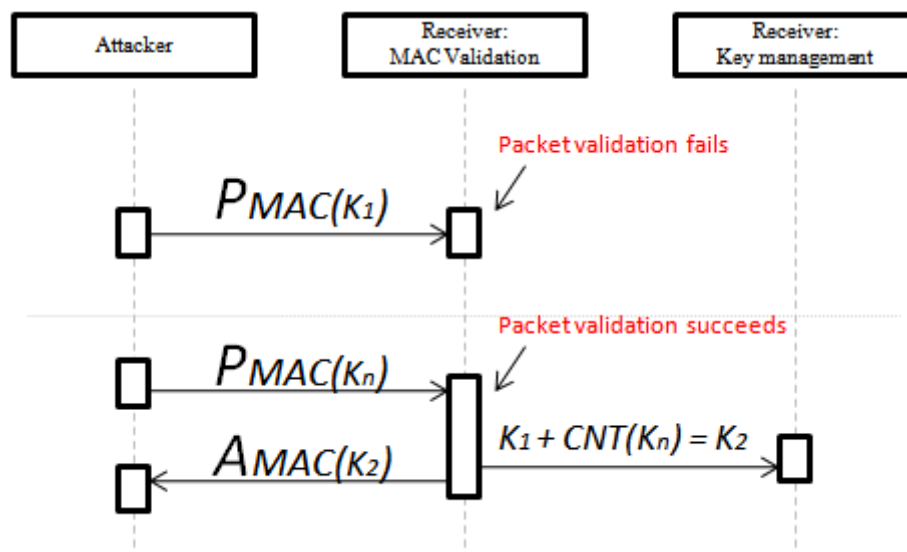 Attacker
Receiver:
MAC Validation
Receiver:
Key management
Packet validation fails
PMAC(K1)
Packet validation succeeds
PMAC(Kn)
K1 + CNT(Kn) = K2
AMAC(K2)